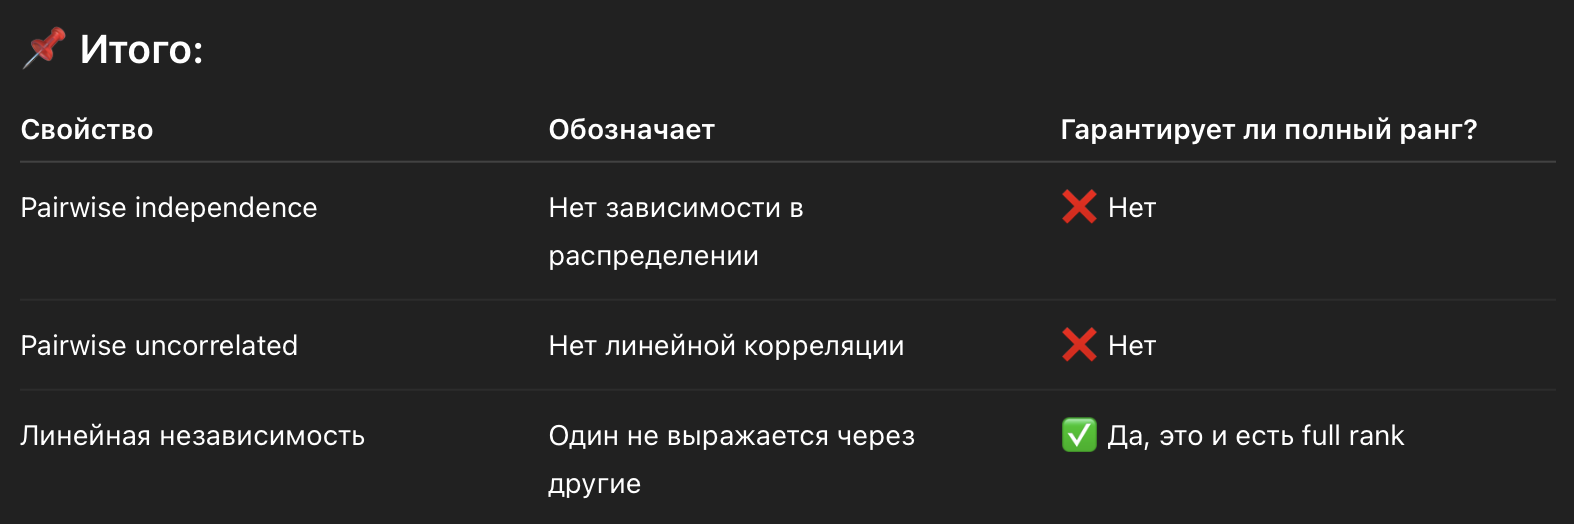 📌 Итого:
Свойство Обозначает Гарантирует ли полный ранг?
Pairwise independence Нет зависимости в распределении ❌ Нет
Pairwise uncorrelated Нет линейной корреляции ❌ Нет
Линейная независимость Один не выражается через другие ✅ Да, это и есть full rank